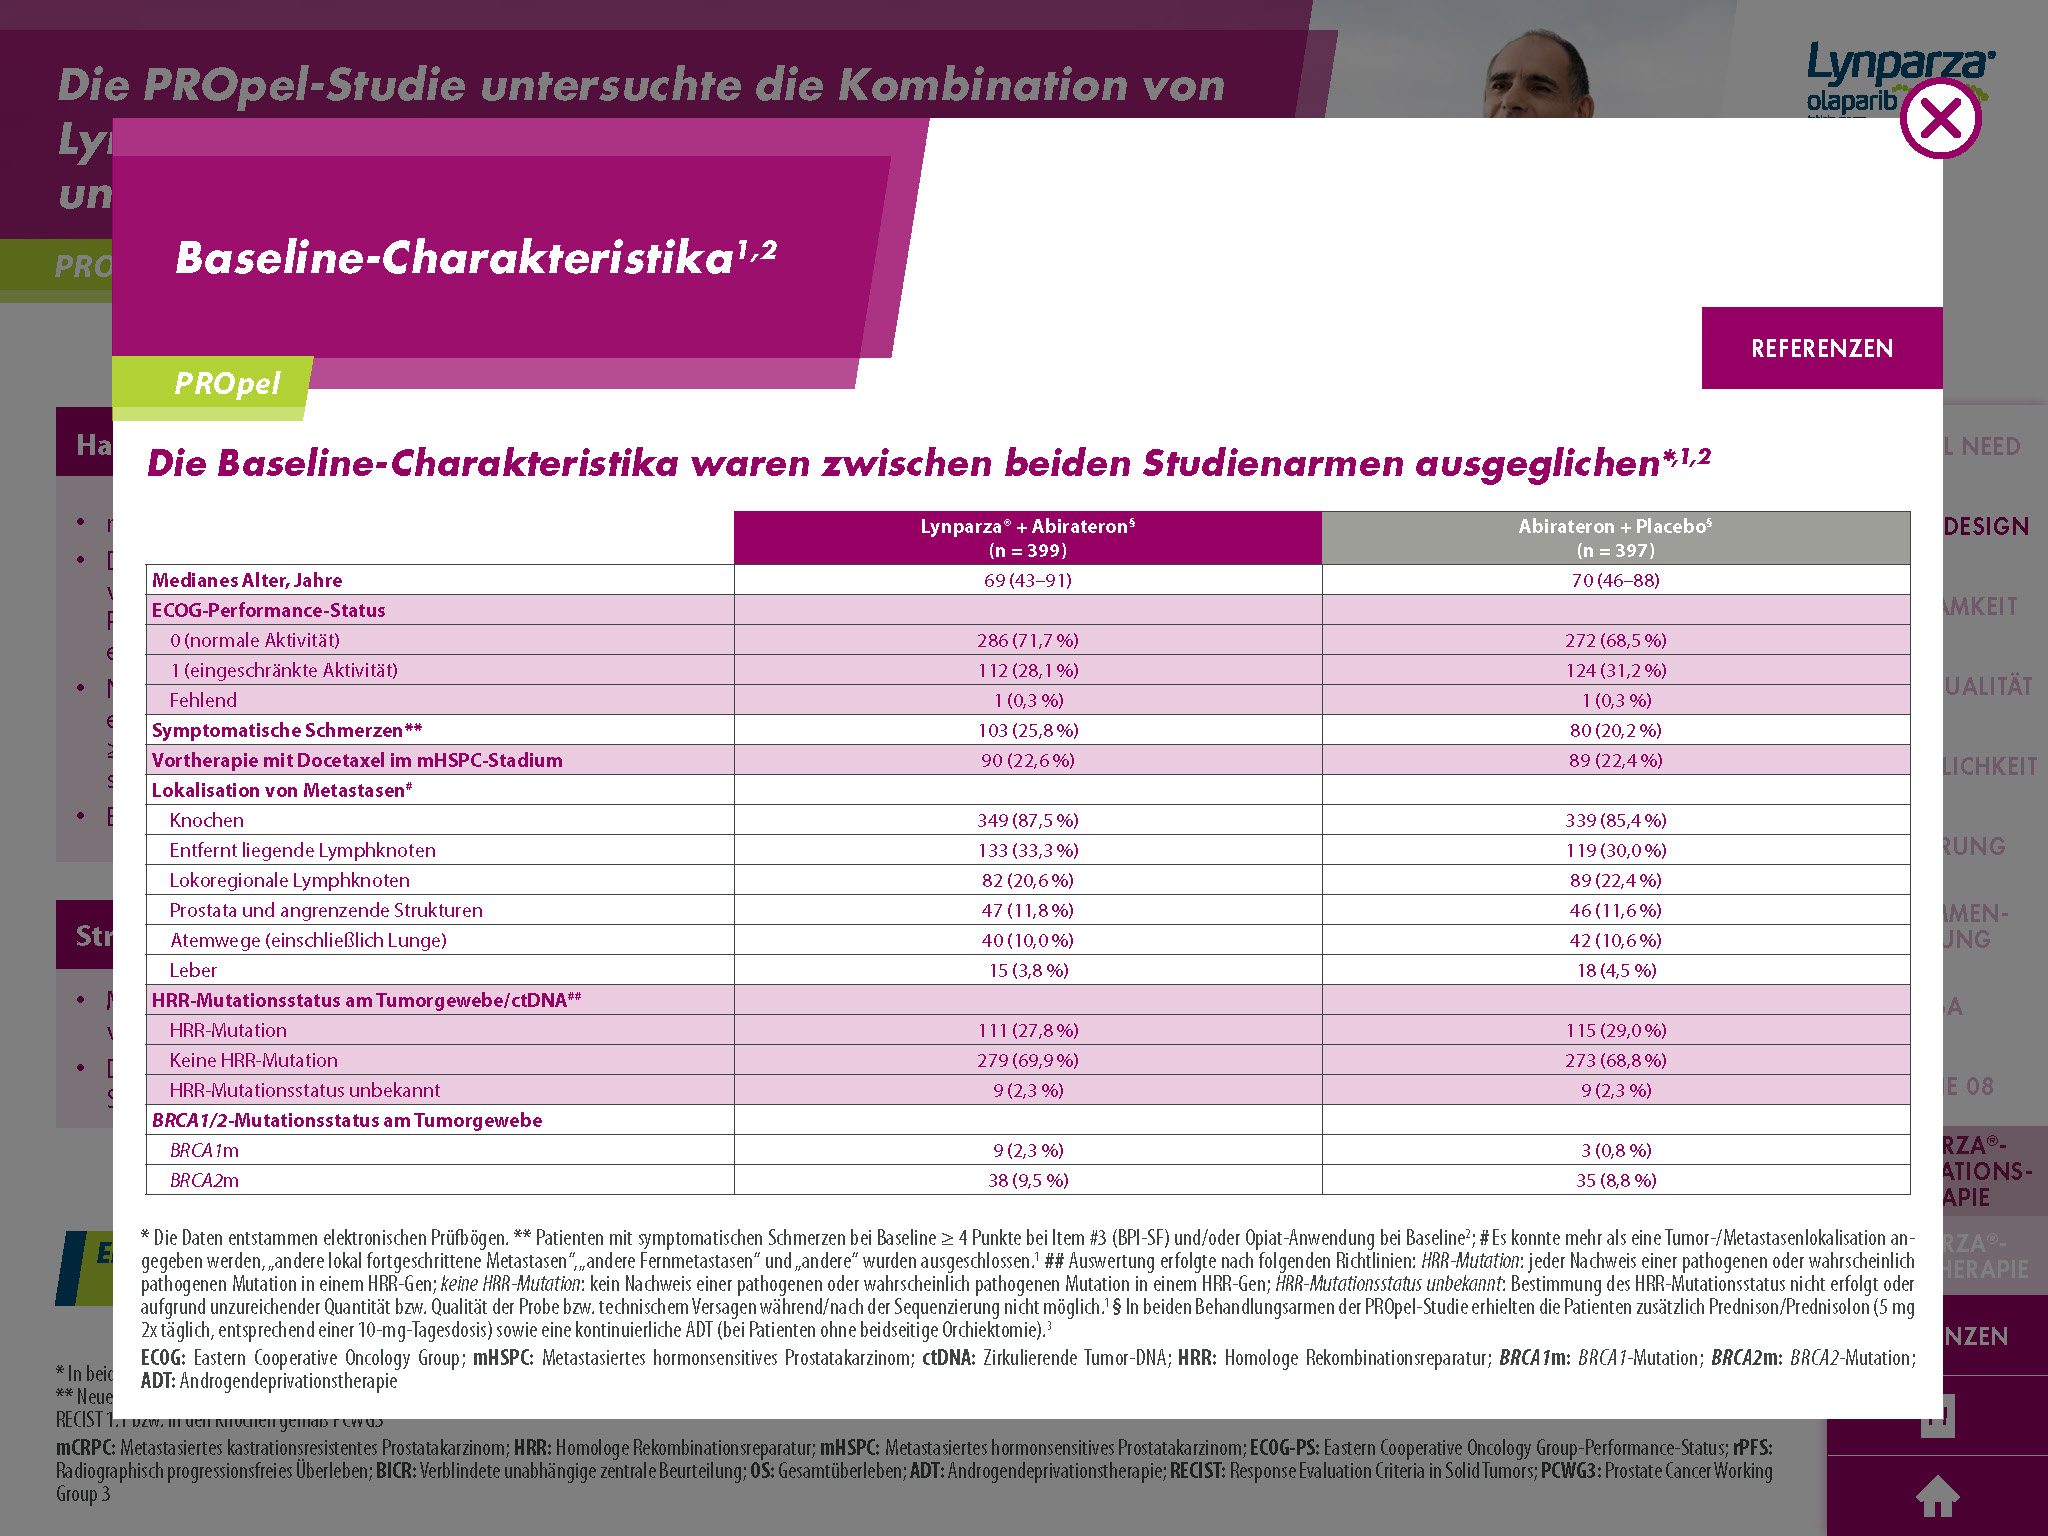 Die PROpel-Studie untersuchte die Kombination von
Lynparza®
olaparib
Baseline-Charakteristika1,2
REFERENZEN
PROpel
Die Baseline-Charakteristika waren zwischen beiden Studienarmen ausgeglichen*,1,2
Lynparza® + Abirateron§ Abirateron + Placebo§
(n = 399) (n = 397)
Medianes Alter, Jahre 69 (43–91) 70 (46–88)
ECOG-Performance-Status
0 (normale Aktivität) 286 (71,7 %) 272 (68,5 %)
1 (eingeschränkte Aktivität) 112 (28,1 %) 124 (31,2 %)
Fehlend 1 (0,3 %) 1 (0,3 %)
Symptomatische Schmerzen** 103 (25,8 %) 80 (20,2 %)
Vortherapie mit Docetaxel im mHSPC-Stadium 90 (22,6 %) 89 (22,4 %)
Lokalisation von Metastasen#
Knochen 349 (87,5 %) 339 (85,4 %)
Entfernt liegende Lymphknoten 133 (33,3 %) 119 (30,0 %)
Lokoregionale Lymphknoten 82 (20,6 %) 89 (22,4 %)
Prostata und angrenzende Strukturen 47 (11,8 %) 46 (11,6 %)
Atemwege (einschließlich Lunge) 40 (10,0 %) 42 (10,6 %)
Leber 15 (3,8 %) 18 (4,5 %)
HRR-Mutationsstatus am Tumorgewebe/ctDNA##
HRR-Mutation 111 (27,8 %) 115 (29,0 %)
Keine HRR-Mutation 279 (69,9 %) 273 (68,8 %)
HRR-Mutationsstatus unbekannt 9 (2,3 %) 9 (2,3 %)
BRCA1/2-Mutationsstatus am Tumorgewebe
BRCA1m 9 (2,3 %) 3 (0,8 %)
BRCA2m 38 (9,5 %) 35 (8,8 %)
* Die Daten entstammen elektronischen Prüfbögen. ** Patienten mit symptomatischen Schmerzen bei Baseline ≥ 4 Punkte bei Item #3 (BPI-SF) und/oder Opiat-Anwendung bei Baseline2; # Es konnte mehr als eine Tumor-/Metastasenlokalisation an-
gegeben werden, „andere lokal fortgeschrittene Metastasen“, „andere Fernmetastasen“ und „andere“ wurden ausgeschlossen.1 ## Auswertung erfolgte nach folgenden Richtlinien: HRR-Mutation: jeder Nachweis einer pathogenen oder wahrscheinlich
pathogenen Mutation in einem HRR-Gen; keine HRR-Mutation: kein Nachweis einer pathogenen oder wahrscheinlich pathogenen Mutation in einem HRR-Gen; HRR-Mutationsstatus unbekannt: Bestimmung des HRR-Mutationsstatus nicht erfolgt oder
aufgrund unzureichender Quantität bzw. Qualität der Probe bzw. technischem Versagen während/nach der Sequenzierung nicht möglich.1 § In beiden Behandlungsarmen der PROpel-Studie erhielten die Patienten zusätzlich Prednison/Prednisolon (5 mg
2x täglich, entsprechend einer 10-mg-Tagesdosis) sowie eine kontinuierliche ADT (bei Patienten ohne beidseitige Orchiektomie).3
ECOG: Eastern Cooperative Oncology Group; mHSPC: Metastasiertes hormonsensitives Prostatakarzinom; ctDNA: Zirkulierende Tumor-DNA; HRR: Homologe Rekombinationsreparatur; BRCA1m: BRCA1-Mutation; BRCA2m: BRCA2-Mutation;
ADT: Androgendeprivationstherapie
* In
** Neue
RECIST 1.1 bzw. in den Knochen gemäß PCWG3
mCRPC: Metastasiertes kastrationsresistentes Prostatakarzinom; HRR: Homologe Rekombinationsreparatur; mHSPC: Metastasiertes hormonsensitives Prostatakarzinom; ECOG-PS: Eastern Cooperative Oncology Group-Performance-Status; rPFS:
Radiographisch progressionsfreies Überleben; BICR: Verblindete unabhängige zentrale Beurteilung; OS: Gesamtüberleben; ADT: Androgendeprivationstherapie; RECIST: Response Evaluation Criteria in Solid Tumors; PCWG3: Prostate Cancer Working
Group 3
NEED
DESIGN
08